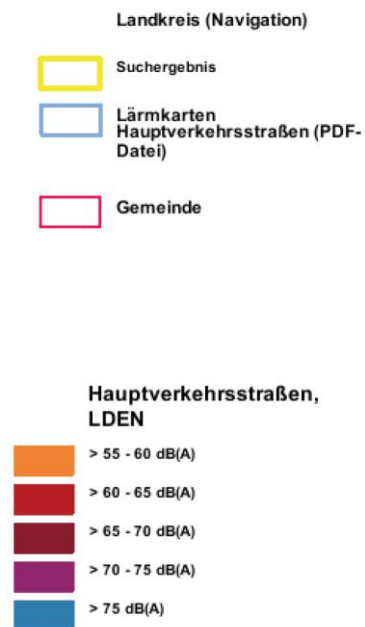 Landkreis (Navigation)
Suchergebnis
Lärmkarten
Hauptverkehrsstraßen (PDF-
Datei)
Gemeinde
Hauptverkehrsstraßen,
LDEN
> 55 - 60 dB(A)
> 60 - 65 dB(A)
> 65 - 70 dB(A)
> 70 - 75 dB(A)
> 75 dB(A)